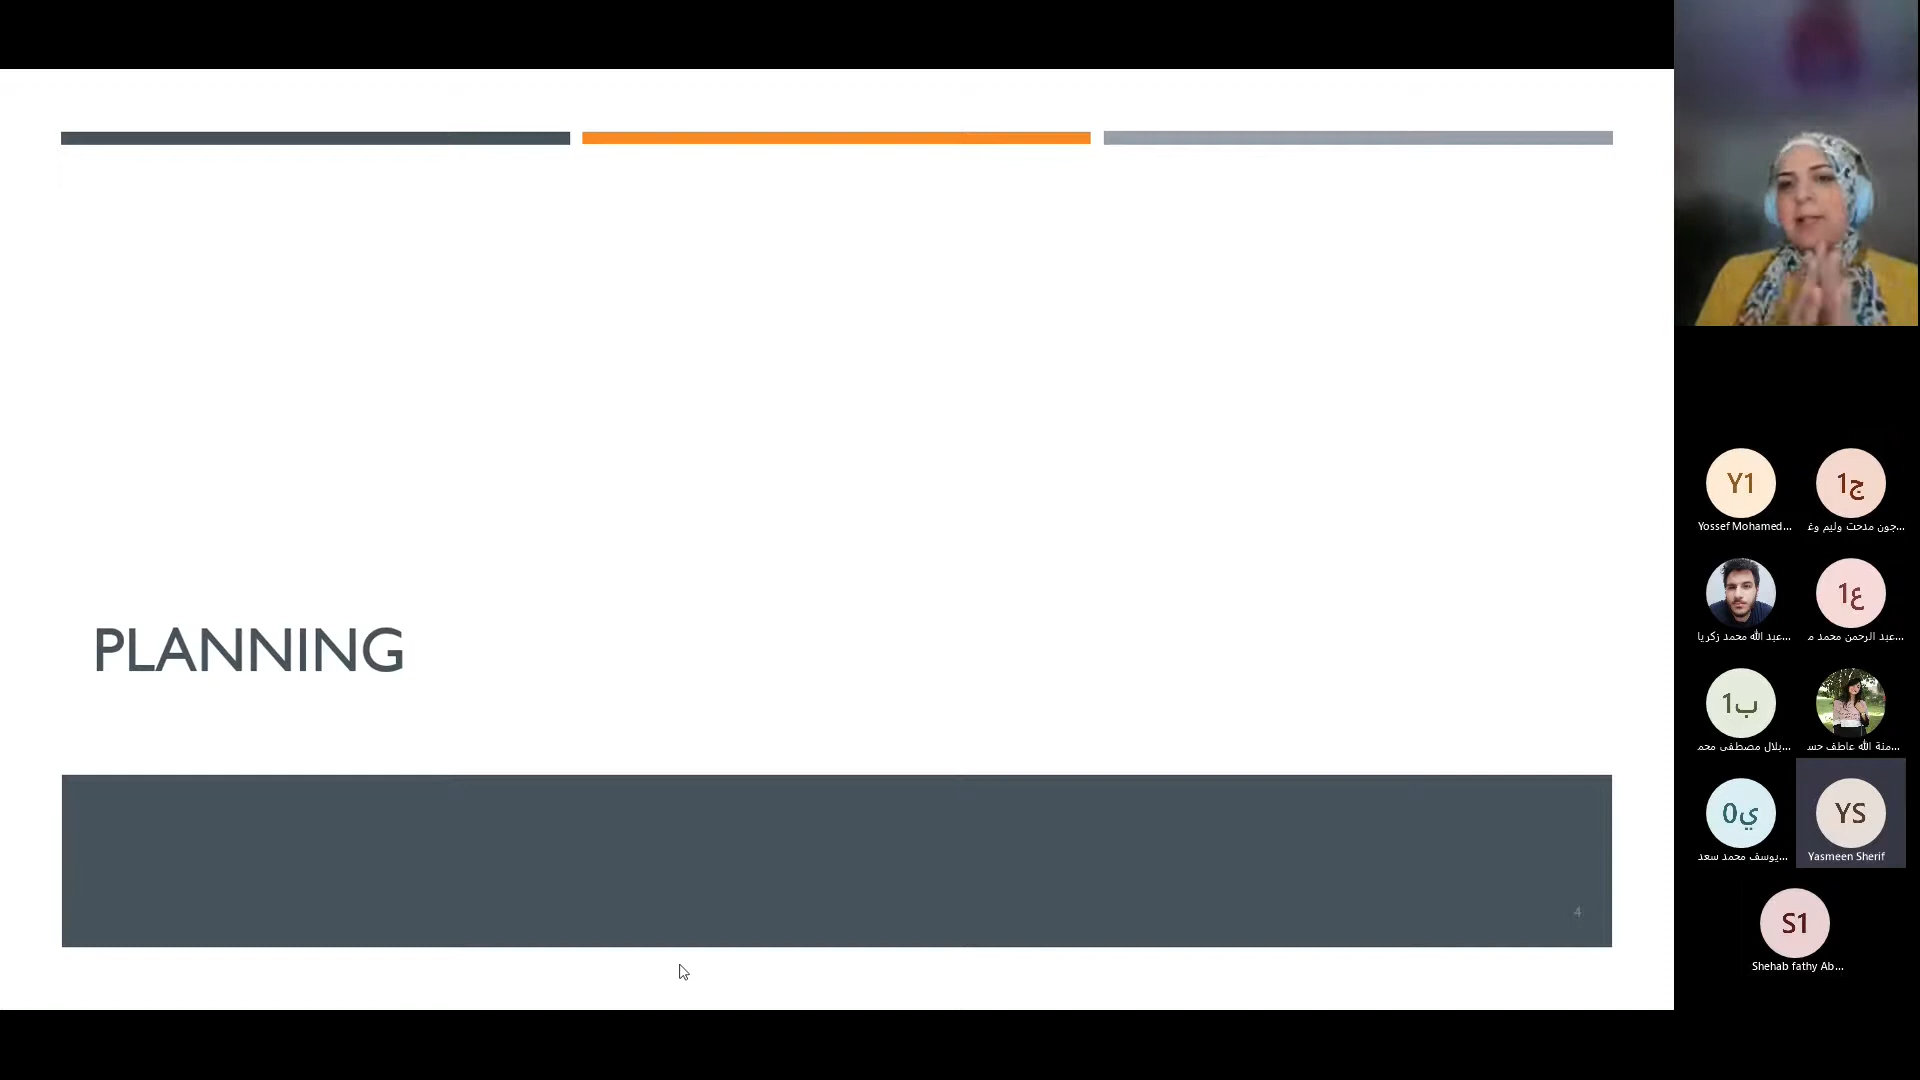 PLANNING
4
Y1
ج1
Yossef Mohamed...
جون مدحت وليم وغ...
ع1
عبد الله محمد زكريا...
عبد الرحمن محمد م...
ب1
بلال مصطفى محم...
منة الله عاطف حس...
ي0
YS
يوسف محمد سعد...
Yasmeen Sherif
S1
Shehab fathy Ab...